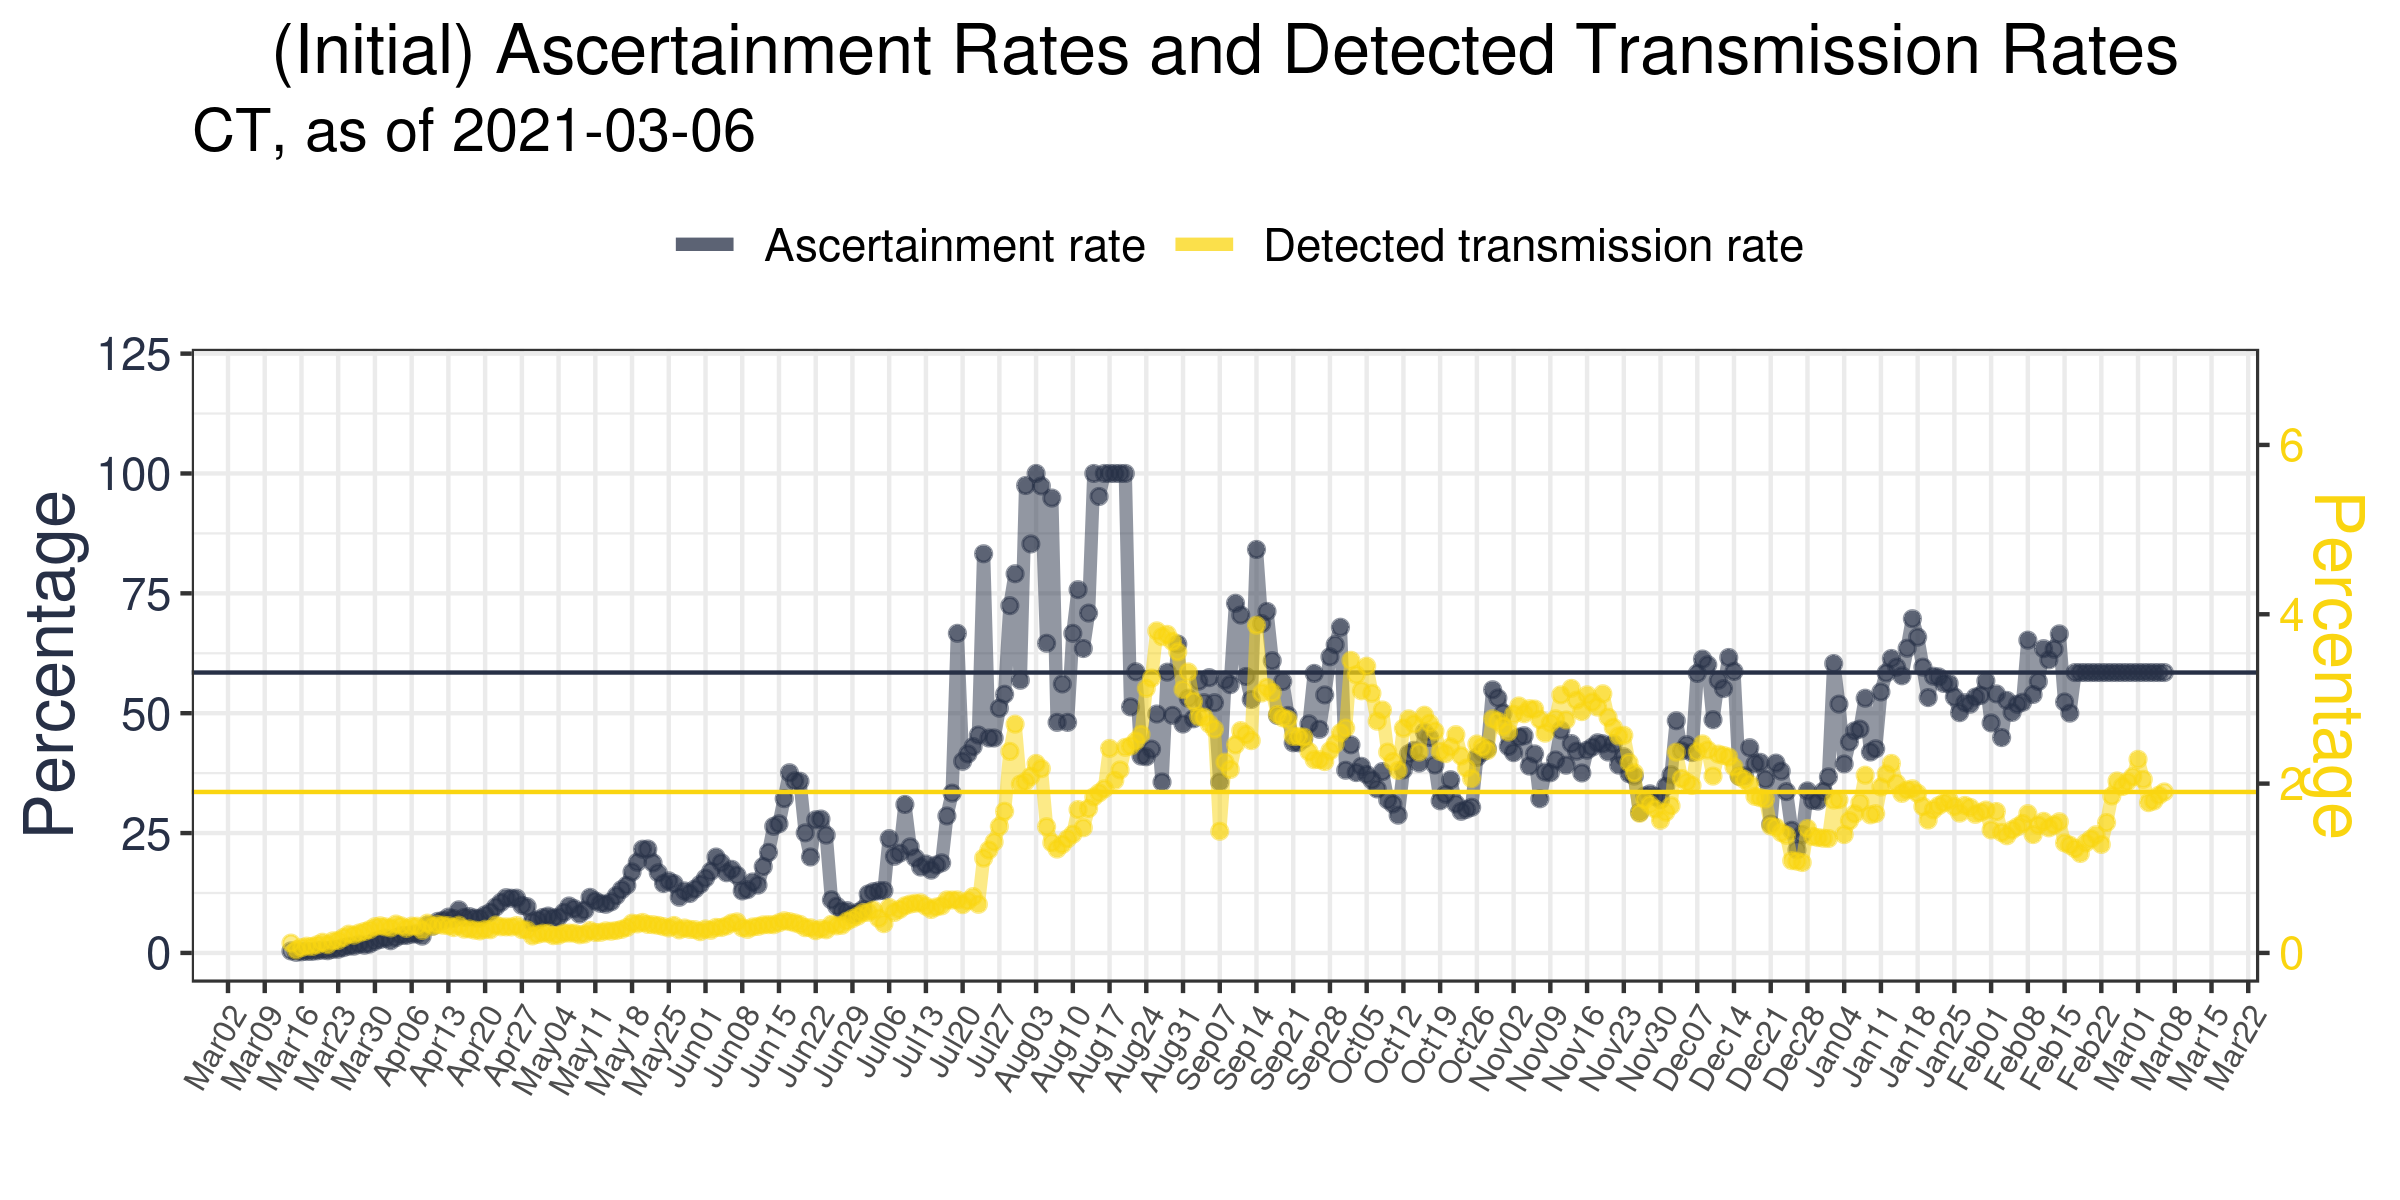 (Initial) Ascertainment Rates and Detected Transmission Rates
CT, as of 2021-03-06
Ascertainment rate
Detected transmission rate
125
100
75
50
25
0
Percentage
6
4
2
0
Percentage
Mar02
Mar09
Mar16
Mar23
Mar30
Apr06
Apr13
Apr20
Apr27
May04
May11
May18
May25
Jun01
Jun08
Jun15
Jun22
Jun29
Jul06
Jul13
Jul20
Jul27
Aug03
Aug10
Aug17
Aug24
Aug31
Sep07
Sep14
Sep21
Sep28
Oct05
Oct12
Oct19
Oct26
Nov02
Nov09
Nov16
Nov23
Nov30
Dec07
Dec14
Dec21
Dec28
Jan04
Jan11
Jan18
Jan25
Feb01
Feb08
Feb15
Feb22
Mar01
Mar08
Mar15
Mar22